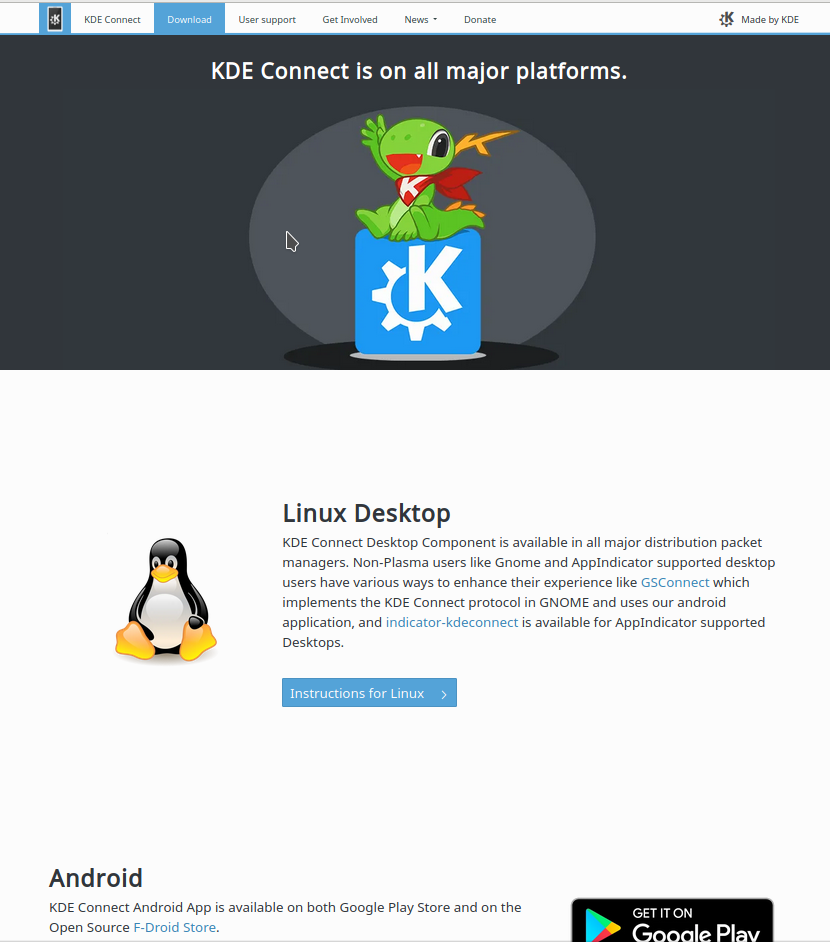 KDE Connect
Download
User support
Get Involved
News
Donate
Made by KDE
KDE Connect is on all major platforms.
K
K
Linux Desktop
KDE Connect Desktop Component is available in all major distribution packet
managers. Non-Plasma users like Gnome and AppIndicator supported desktop
users have various ways to enhance their experience like GSConnect which
implements the KDE Connect protocol in GNOME and uses our android
application, and indicator-kdeconnect is available for AppIndicator supported
Desktops.
Instructions for Linux
Android
KDE Connect Android App is available on both Google Play Store and on the
Open Source F-Droid Store.
GET IT ON
Google Play